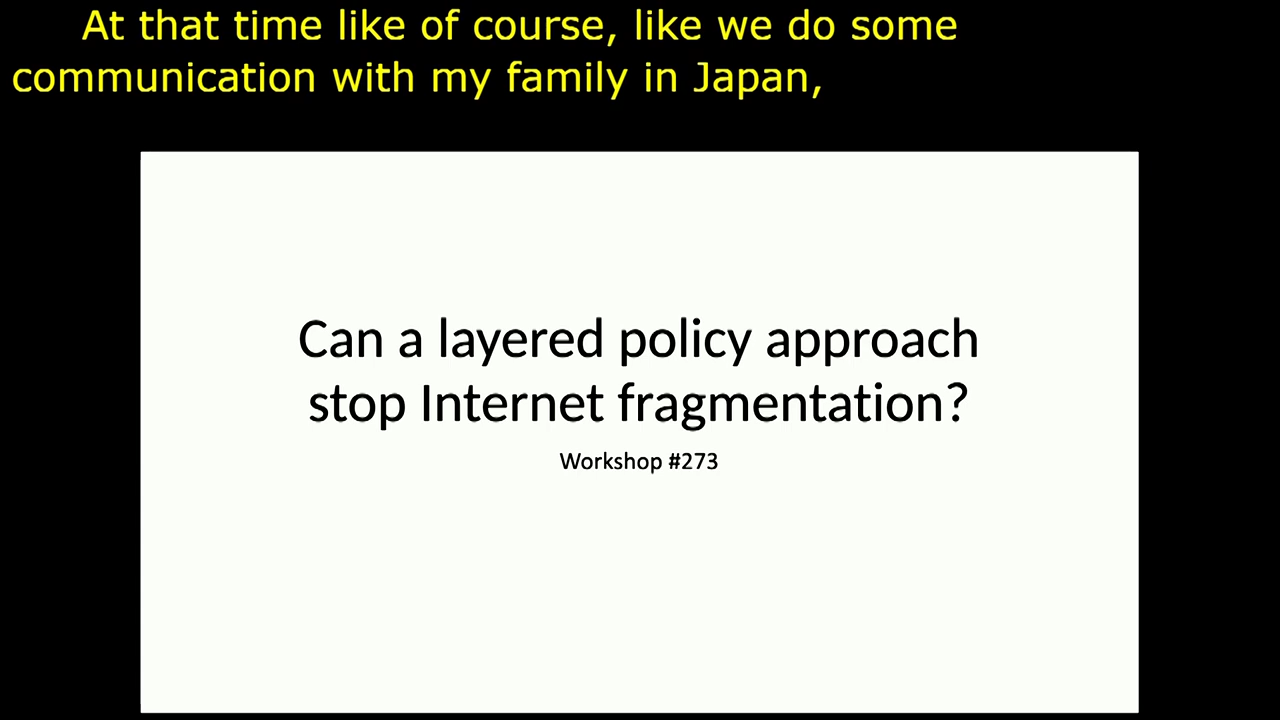 At that time like of course, like we do some
communication with my family in Japan,
Can a layered policy approach
stop Internet fragmentation?
Workshop #273